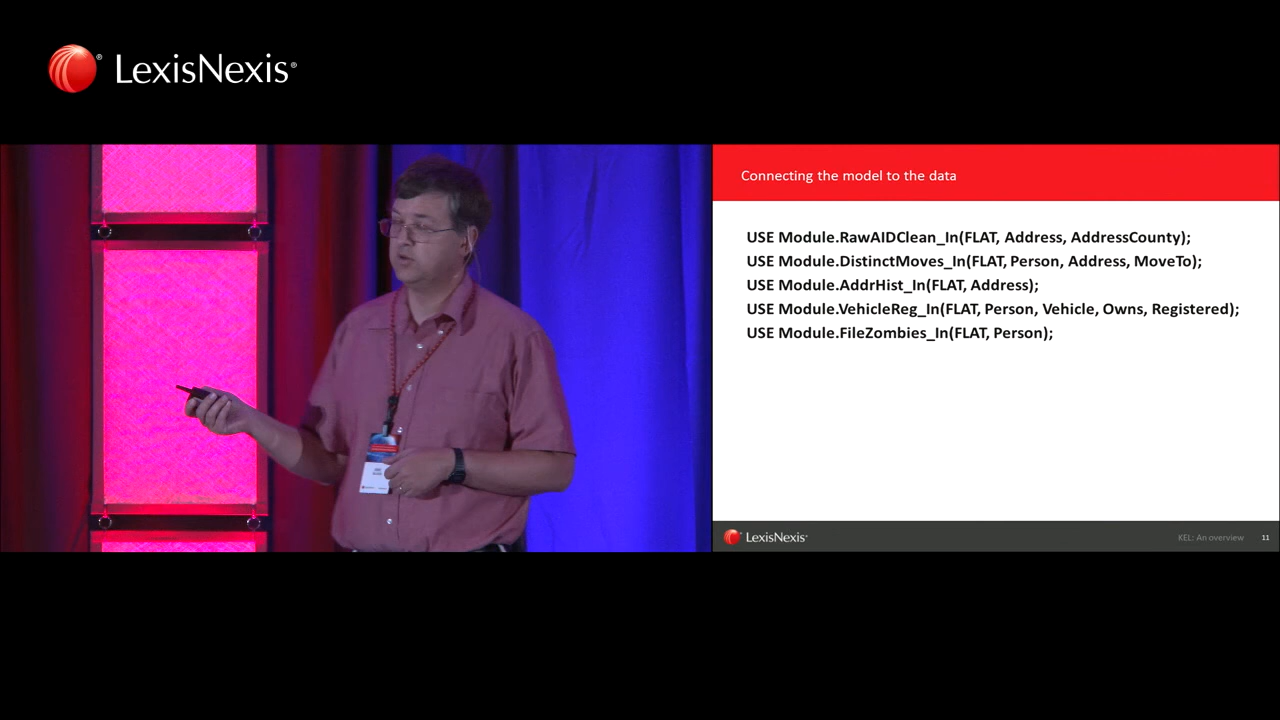 LexisNexis®
Connecting the model to the data
USE Module.RawAIDClean_In(FLAT, Address, AddressCounty);
USE Module.DistinctMoves_In(FLAT, Person, Address, MoveTo);
USE Module.AddrHist_In(FLAT, Address);
USE Module.VehicleReg_In(FLAT, Person, Vehicle, Owns, Registered);
USE Module.FileZombies_In(FLAT, Person);
LexisNexis®
KEL: An overview 11